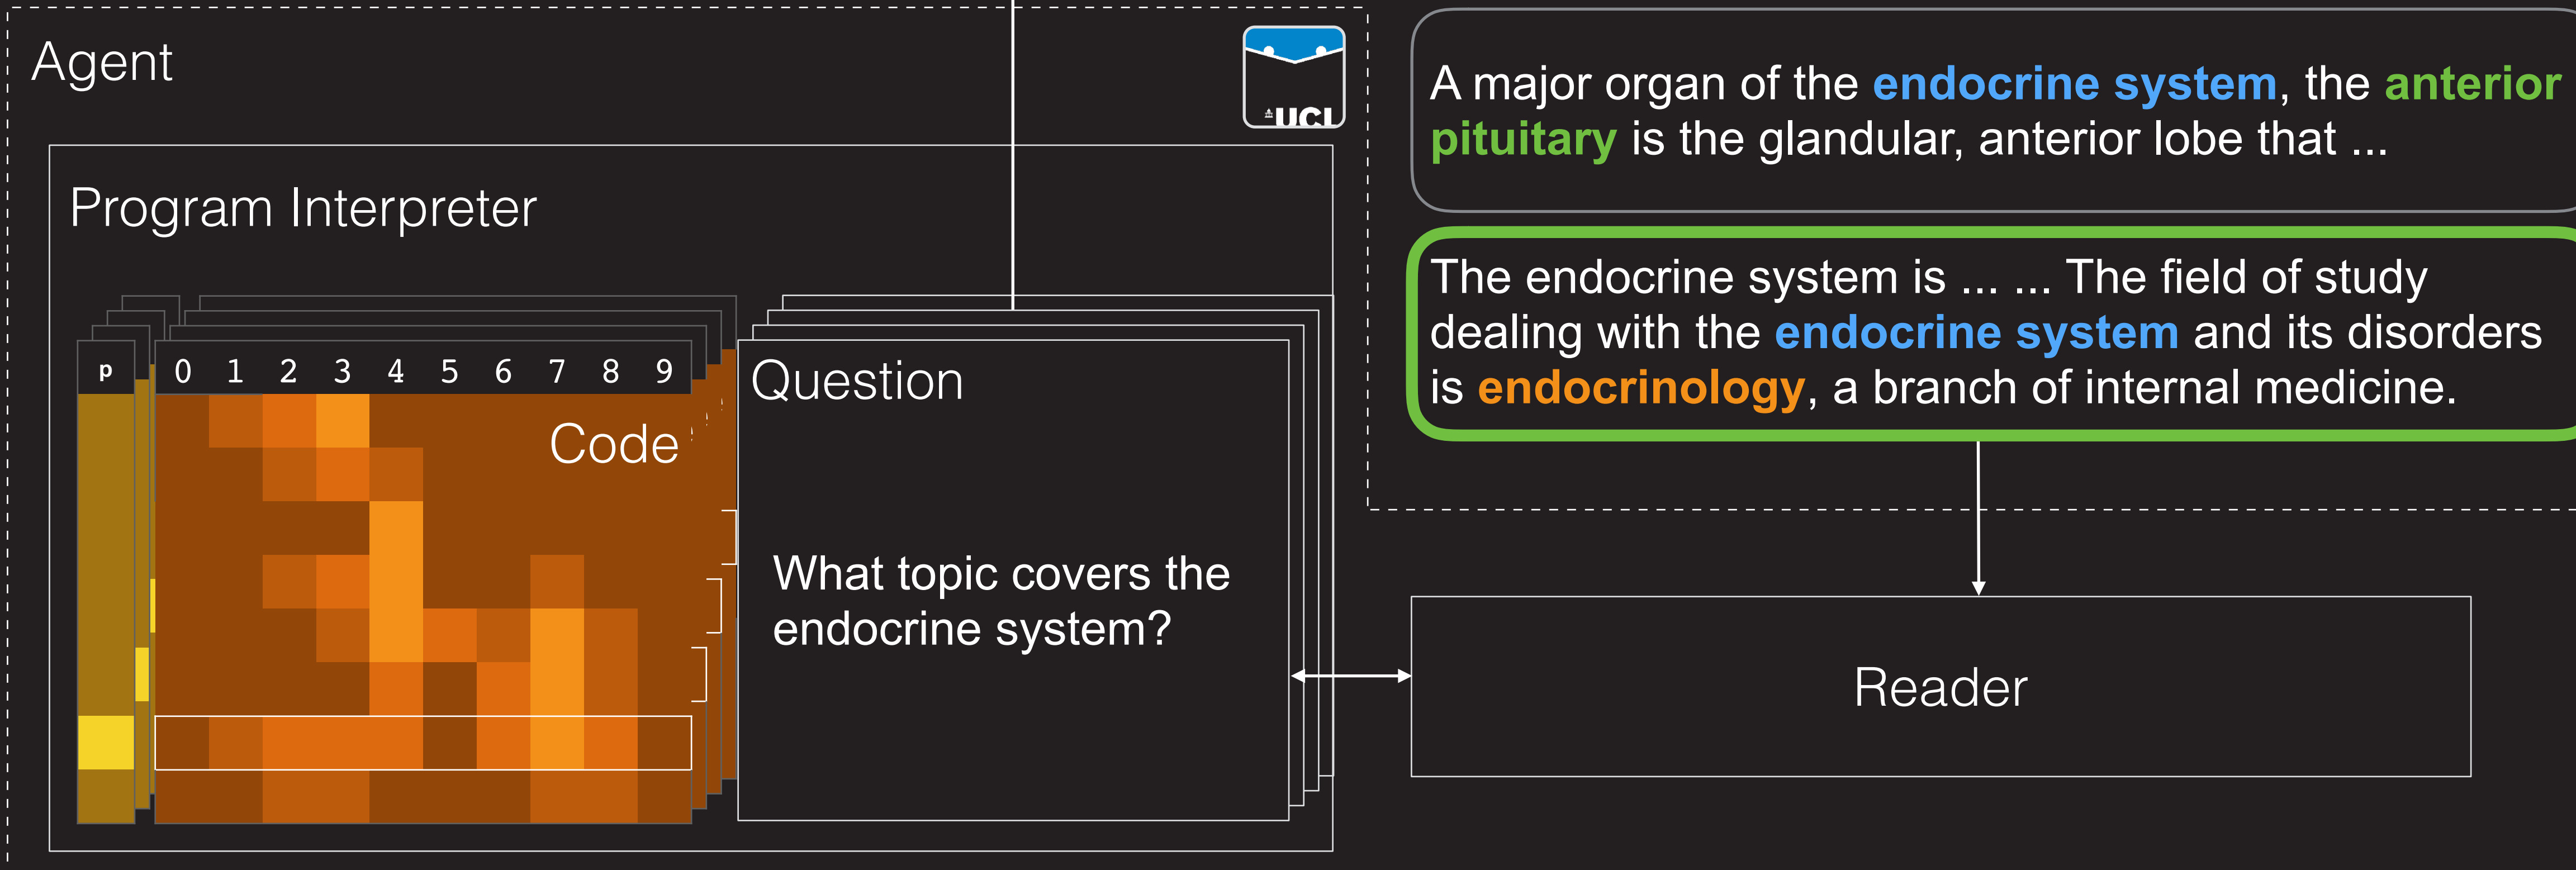 Agent
UCL
Program Interpreter
p 0 1 2 3 4 5 6 7 8 9
Code
Question
What topic covers the
endocrine system?
A major organ of the endocrine system, the anterior
pituitary is the glandular, anterior lobe that ...
The endocrine system is ... ... The field of study
dealing with the endocrine system and its disorders
is endocrinology, a branch of internal medicine.
Reader